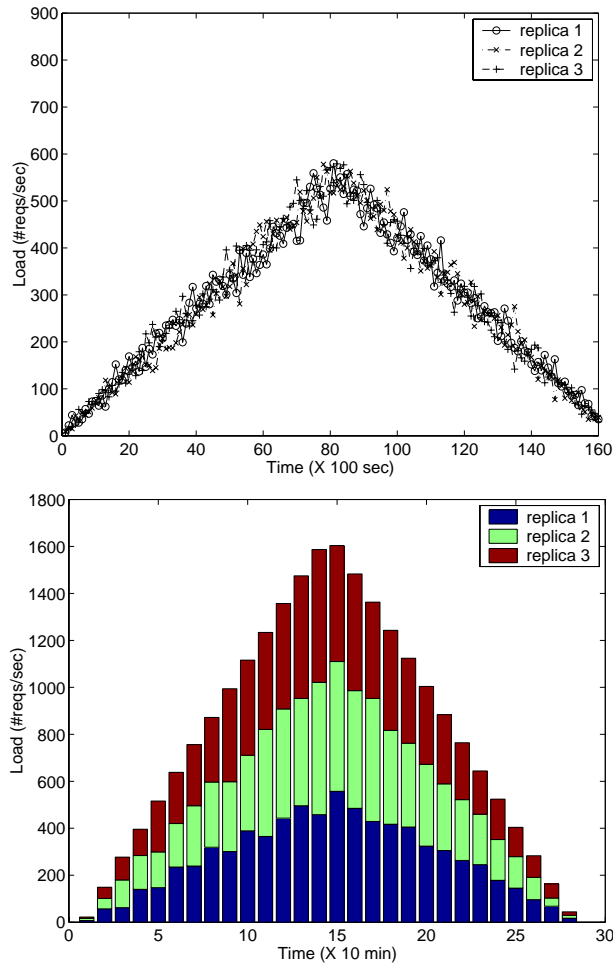 900
800
700
600
500
400
300
200
100
0
Load (#reqs/sec)
replica 1
replica 2
replica 3
0 20 40 60 80 100 120 140 160
Time (X 100 sec)
1800
1600
1400
1200
1000
800
600
400
200
0
Load (#reqs/sec)
replica 1
replica 2
replica 3
0 5 10 15 20 25 30
Time (X 10 min)